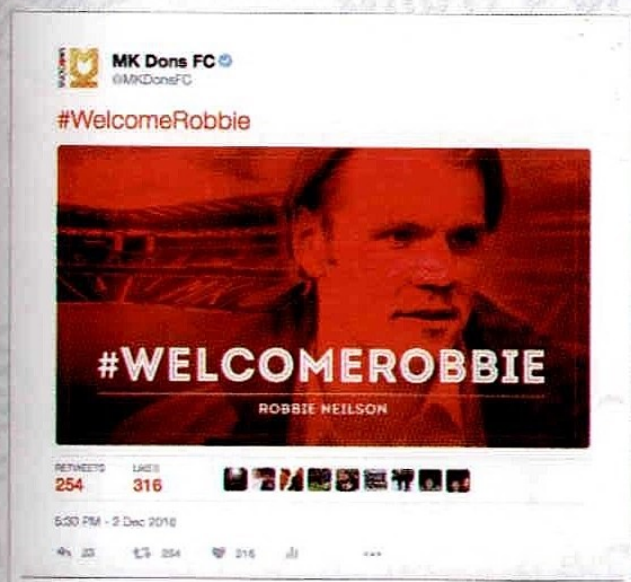 MK Dons FC
@MKDonsFC
#WelcomeRobbie
#WELCOMEROBBIE
ROBBIE NEILSON
RETWEETS LIKES
254 316
5:30 PM - 2 Dec 2016
23 254 316